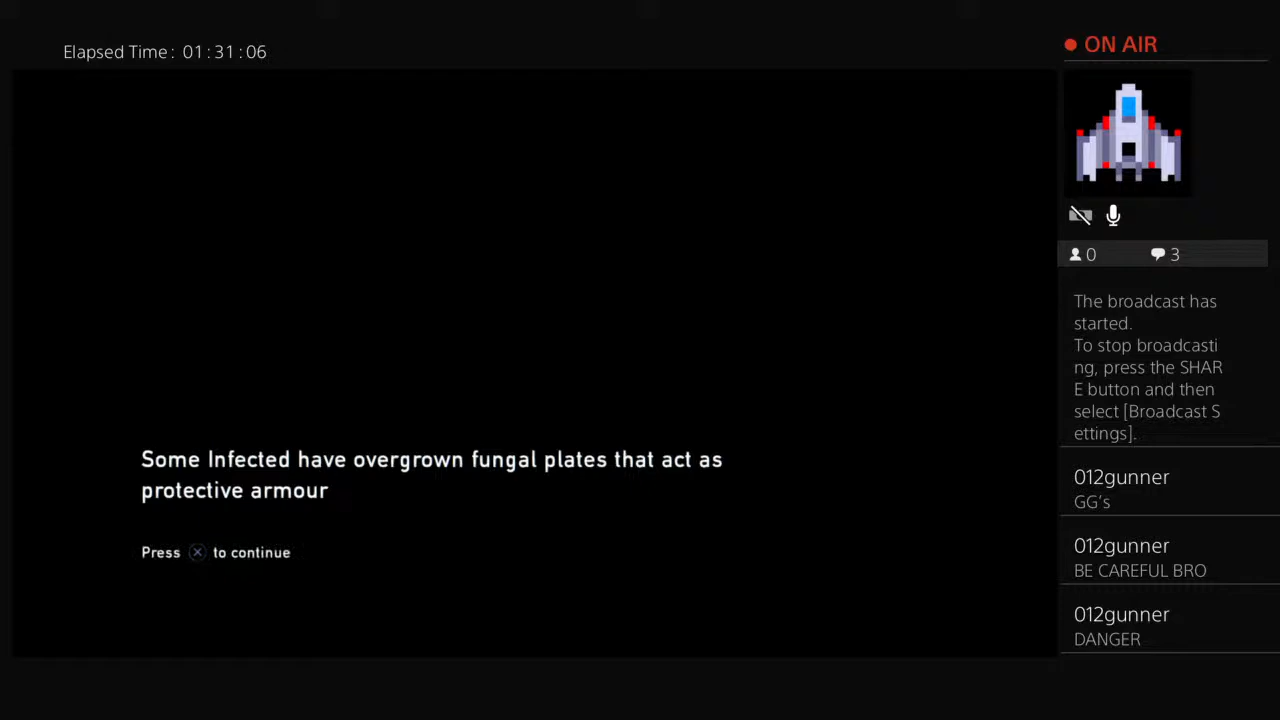 Elapsed Time: 01:31:06
ON AIR
0 3
The broadcast has
started.
To stop broadcasti
ng, press the SHAR
E button and then
select [Broadcast S
ettings].
012gunner
GG's
012gunner
BE CAREFUL BRO
012gunner
DANGER
Some Infected have overgrown fungal plates that act as
protective armour
Press ⊗ to continue